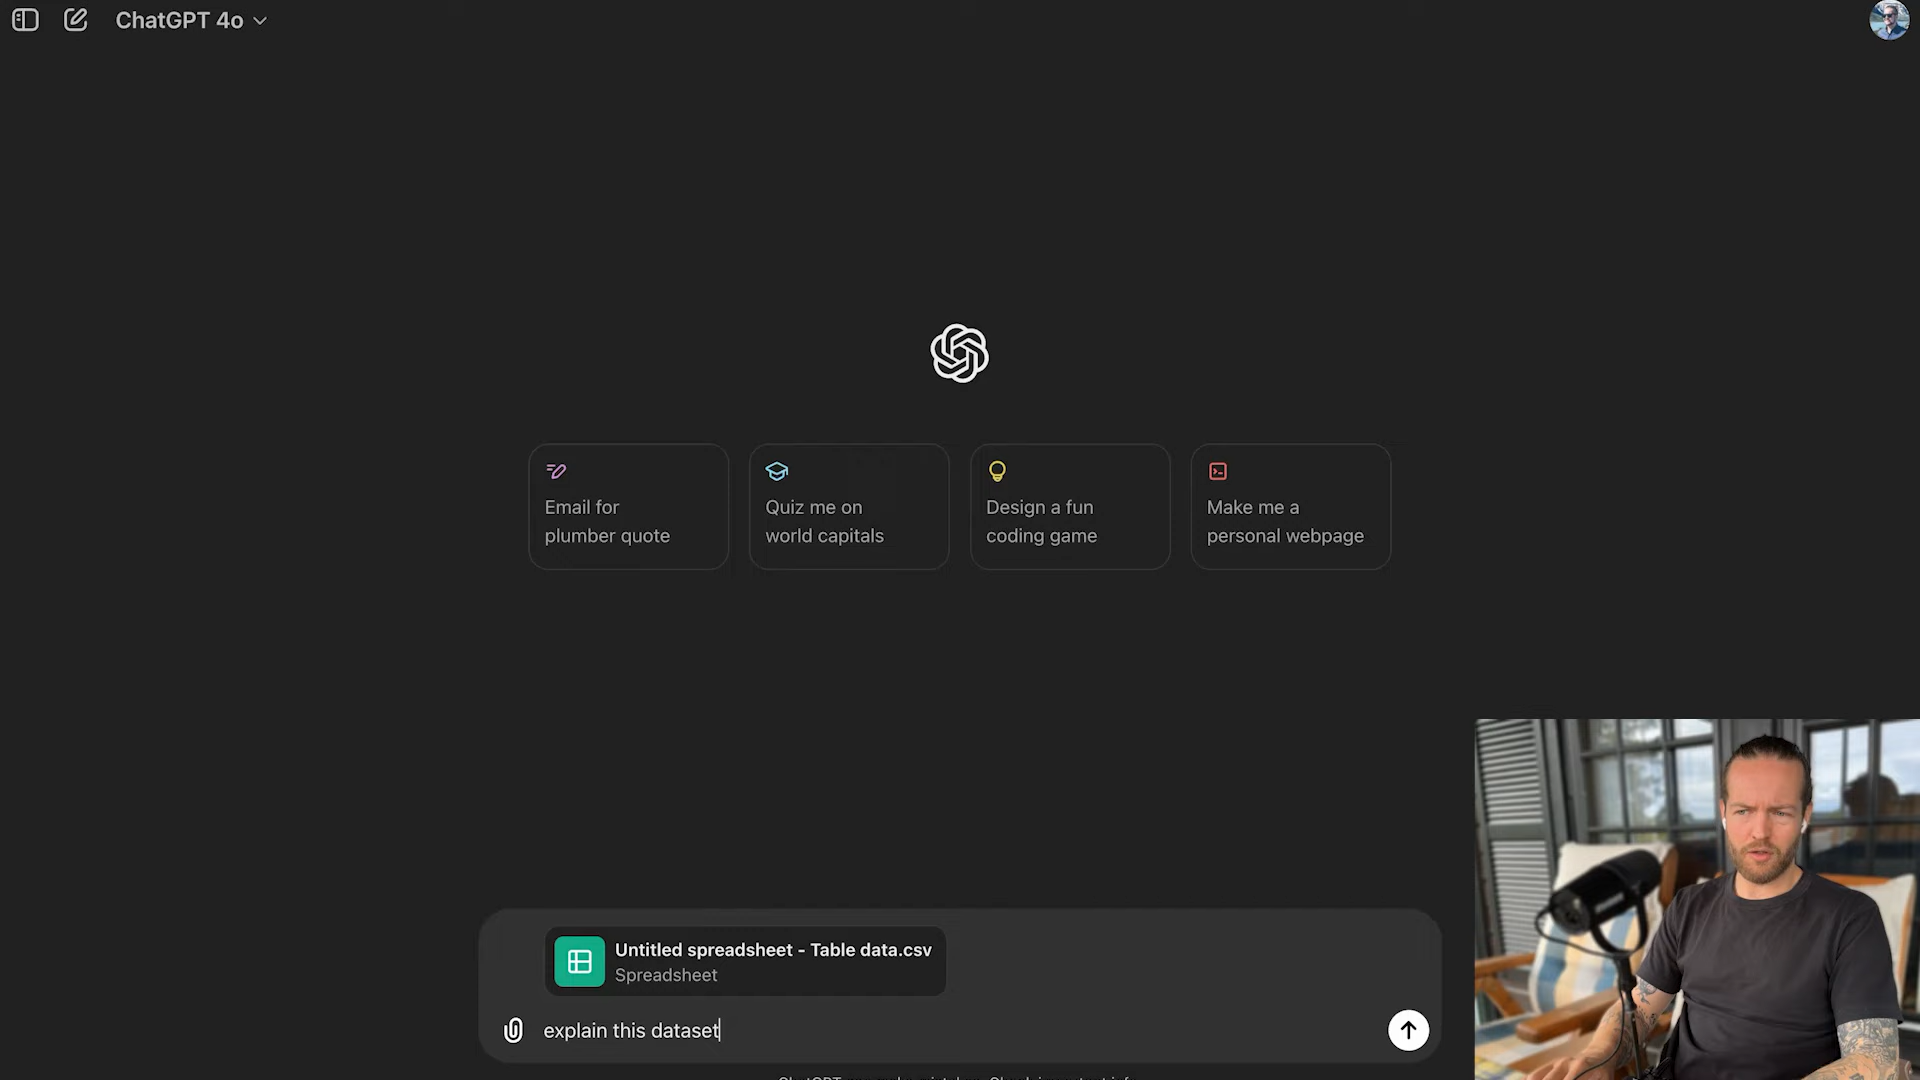 ChatGPT 4o
Email for
plumber quote
Quiz me on
world capitals
Design a fun
coding game
Make me a
personal webpage
Untitled spreadsheet - Table data.csv
Spreadsheet
explain this dataset